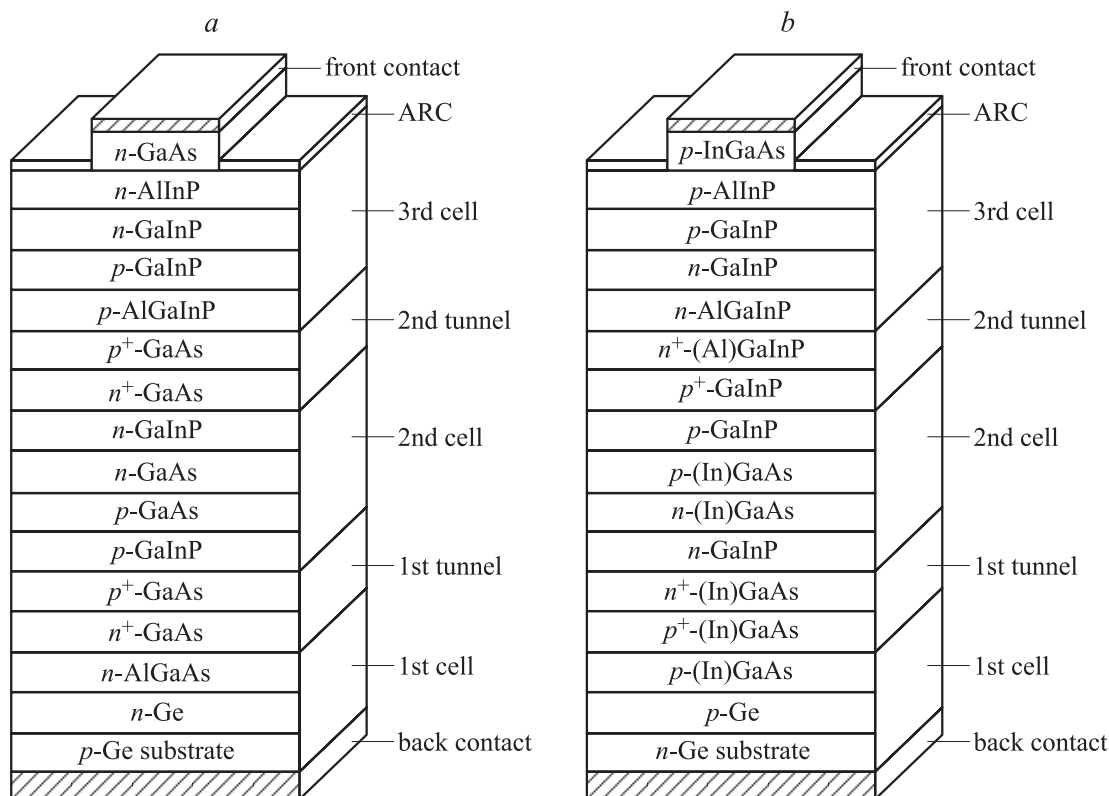 a
front contact
ARC
n-GaAs
n-AlInP
n-GaInP
3rd cell
p-GaInP
p-AlGaInP
2nd tunnel
p⁺-GaAs
n⁺-GaAs
n-GaInP
2nd cell
n-GaAs
p-GaAs
p-GaInP
1st tunnel
p⁺-GaAs
n⁺-GaAs
n-AlGaAs
1st cell
n-Ge
p-Ge substrate
back contact
b
front contact
ARC
p-InGaAs
p-AlInP
p-GaInP
3rd cell
n-GaInP
n-AlGaInP
2nd tunnel
n⁺-(Al)GaInP
p⁺-GaInP
p-GaInP
2nd cell
p-(In)GaAs
n-(In)GaAs
n-GaInP
1st tunnel
n⁺-(In)GaAs
p⁺-(In)GaAs
p-(In)GaAs
1st cell
p-Ge
n-Ge substrate
back contact